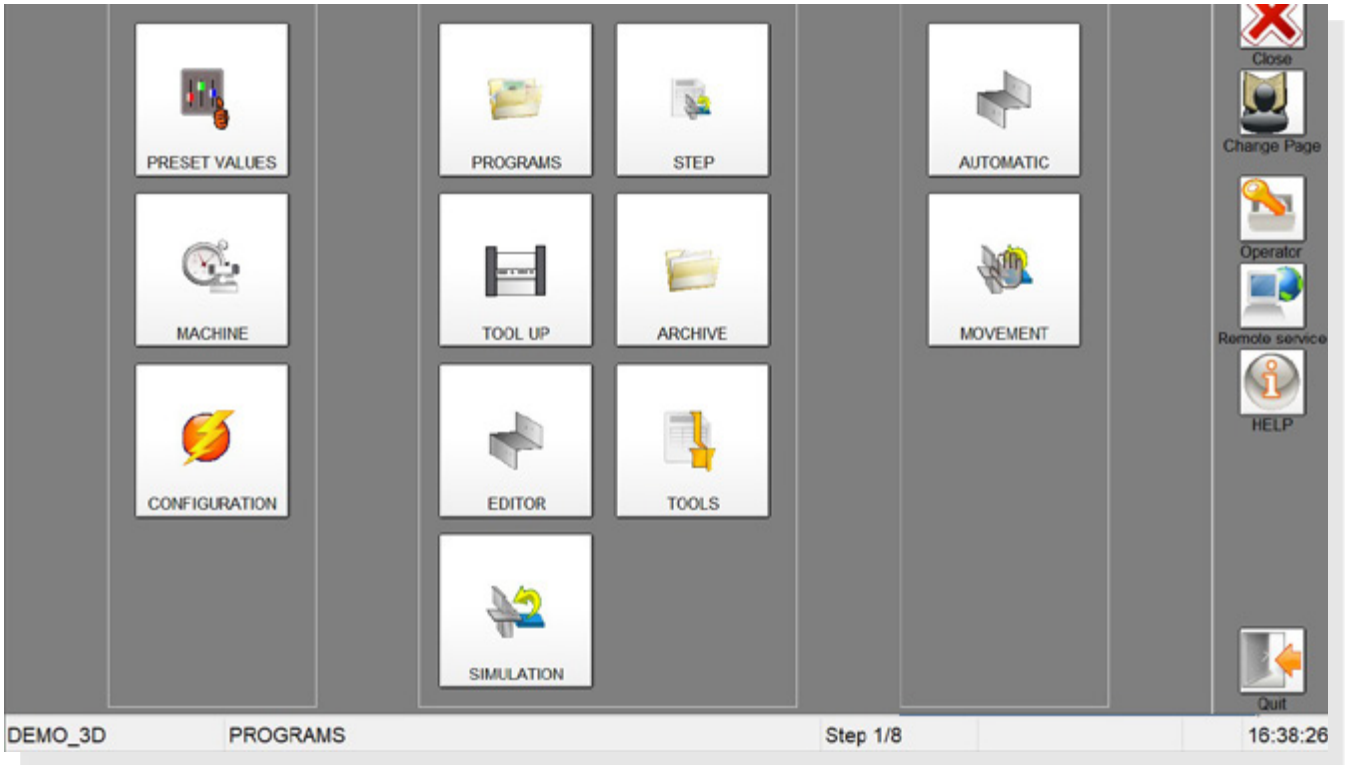 PRESET VALUES
PROGRAMS
STEP
AUTOMATIC
MACHINE
TOOL UP
ARCHIVE
MOVEMENT
CONFIGURATION
EDITOR
TOOLS
SIMULATION
Close
Change Page
Operator
Remote service
HELP
Quit
DEMO_3D
PROGRAMS
Step 1/8
16:38:26